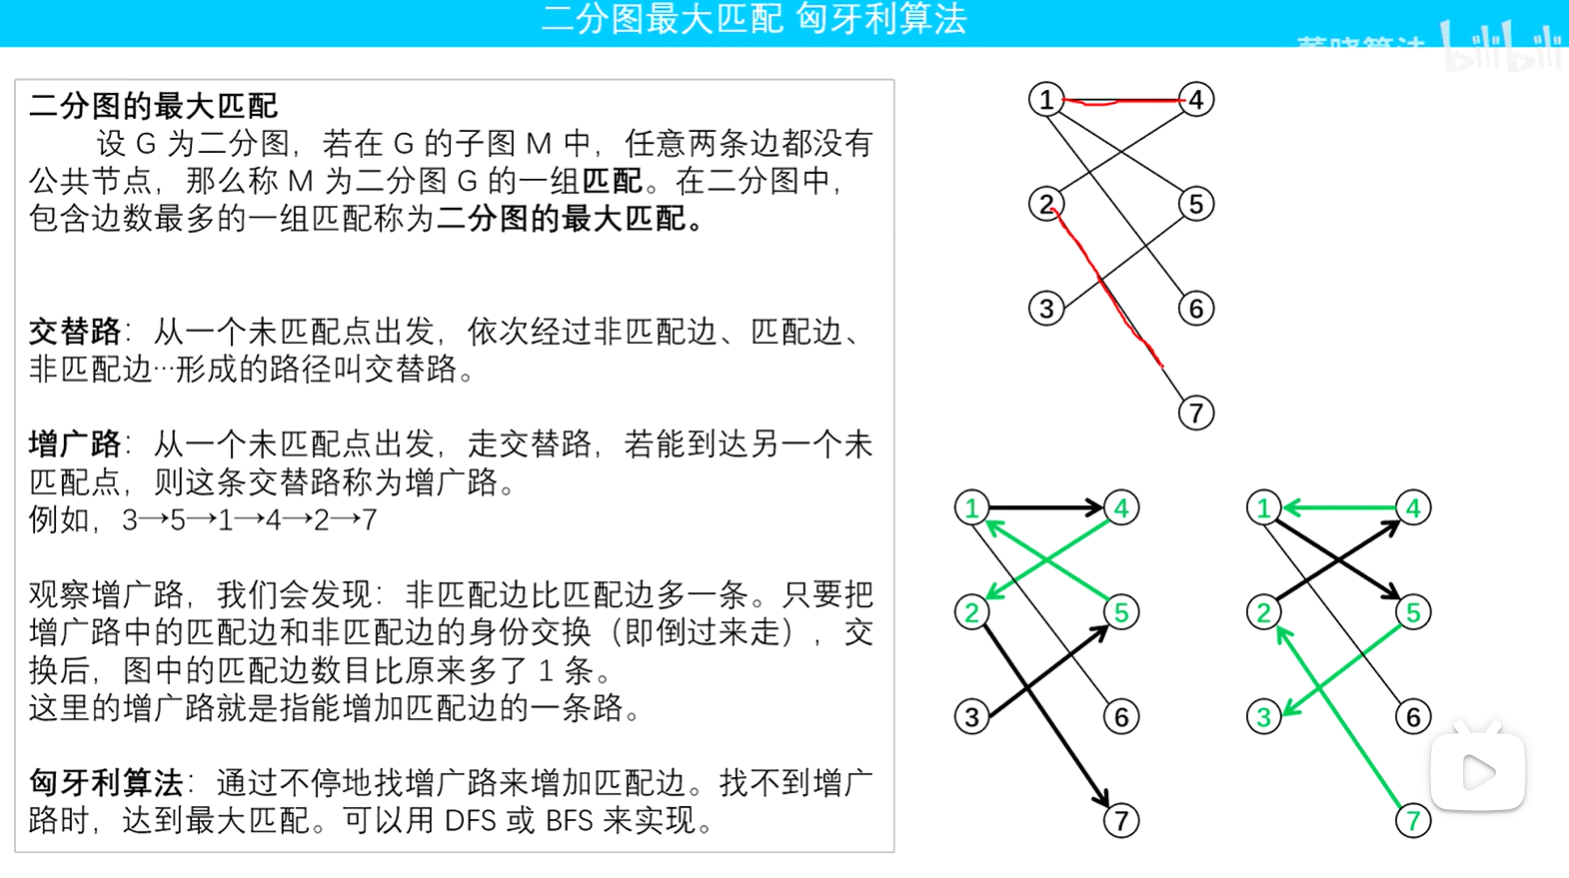 二分图最大匹配 匈牙利算法
董晓算法 bilibili
二分图的最大匹配
设 G 为二分图，若在 G 的子图 M 中，任意两条边都没有
公共节点，那么称 M 为二分图 G 的一组匹配。在二分图中，
包含边数最多的一组匹配称为二分图的最大匹配。
交替路：从一个未匹配点出发，依次经过非匹配边、匹配边、
非匹配边…形成的路径叫交替路。
增广路：从一个未匹配点出发，走交替路，若能到达另一个未
匹配点，则这条交替路称为增广路。
例如，3→5→1→4→2→7
观察增广路，我们会发现：非匹配边比匹配边多一条。只要把
增广路中的匹配边和非匹配边的身份交换（即倒过来走），交
换后，图中的匹配边数目比原来多了 1 条。
这里的增广路就是指能增加匹配边的一条路。
匈牙利算法：通过不停地找增广路来增加匹配边。找不到增广
路时，达到最大匹配。可以用 DFS 或 BFS 来实现。
1 4
2 5
3 6
7
1 4 1 4
2 5 2 5
3 6 3 6
7 7